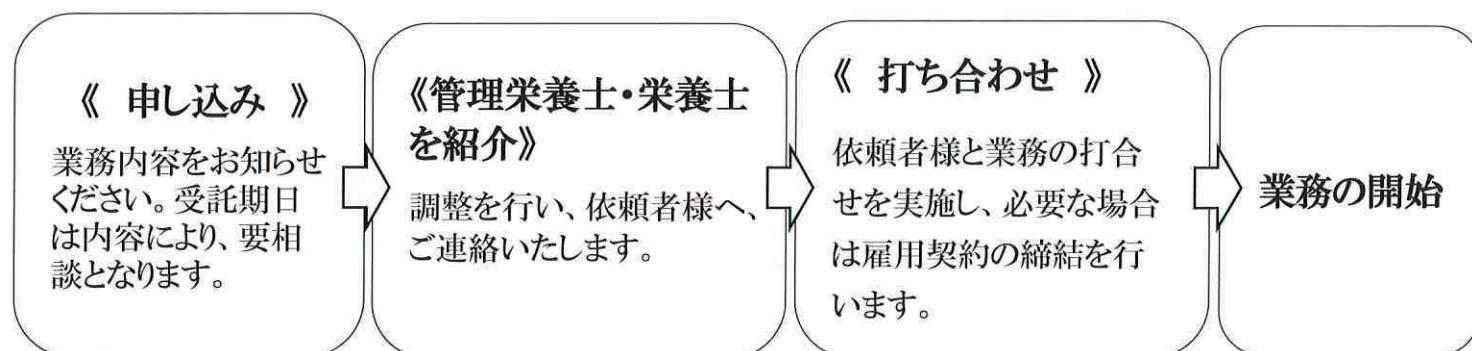 《 申し込み 》
業務内容をお知らせ
ください。受託期日
は内容により、要相
談となります。
《管理栄養士・栄養士
を紹介》
調整を行い、依頼者様へ、
ご連絡いたします。
《 打ち合わせ 》
依頼者様と業務の打合
せを実施し、必要な場合
は雇用契約の締結を行
います。
業務の開始